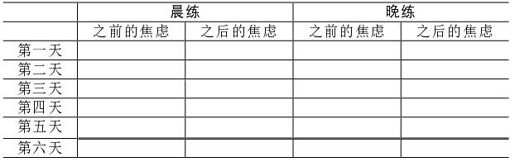 晨练 晚练
之前的焦虑 之后的焦虑 之前的焦虑 之后的焦虑
第一天
第二天
第三天
第四天
第五天
第六天